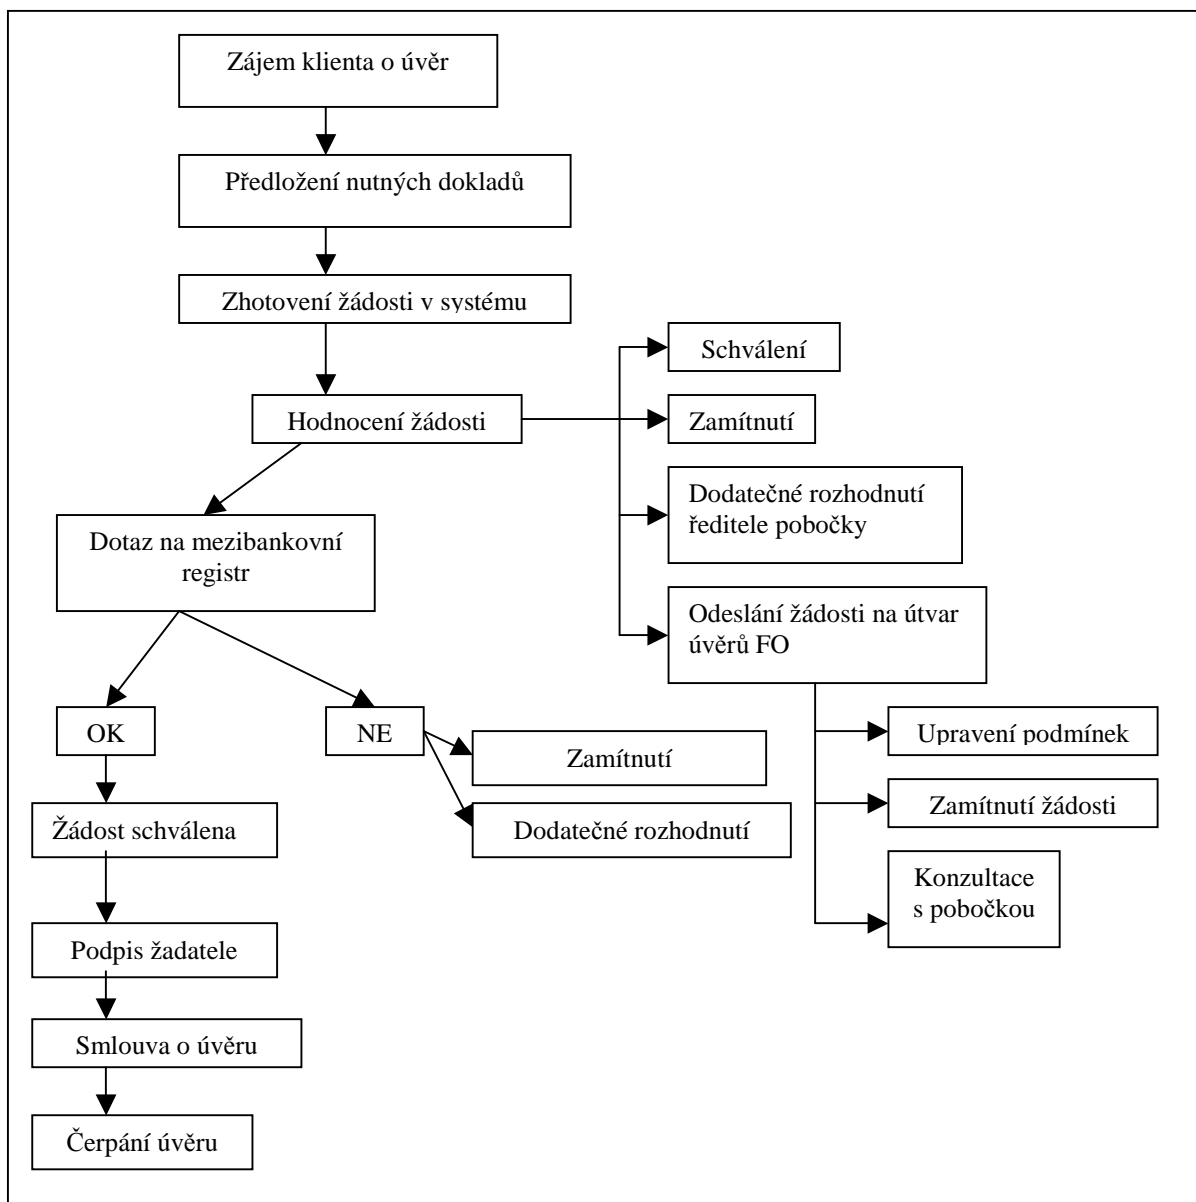 Zájem klienta o úvěr
Předložení nutných dokladů
Zhotovení žádosti v systému
Schválení
Hodnocení žádosti
Zamítnutí
Dodatečné rozhodnutí
ředitele pobočky
Dotaz na mezibankovní
registr
Odeslání žádosti na útvar
úvěrů FO
OK
NE
Upravení podmínek
Zamítnutí
Zamítnutí žádosti
Žádost schválena
Dodatečné rozhodnutí
Konzultace
s pobočkou
Podpis žadatele
Smlouva o úvěru
Čerpání úvěru